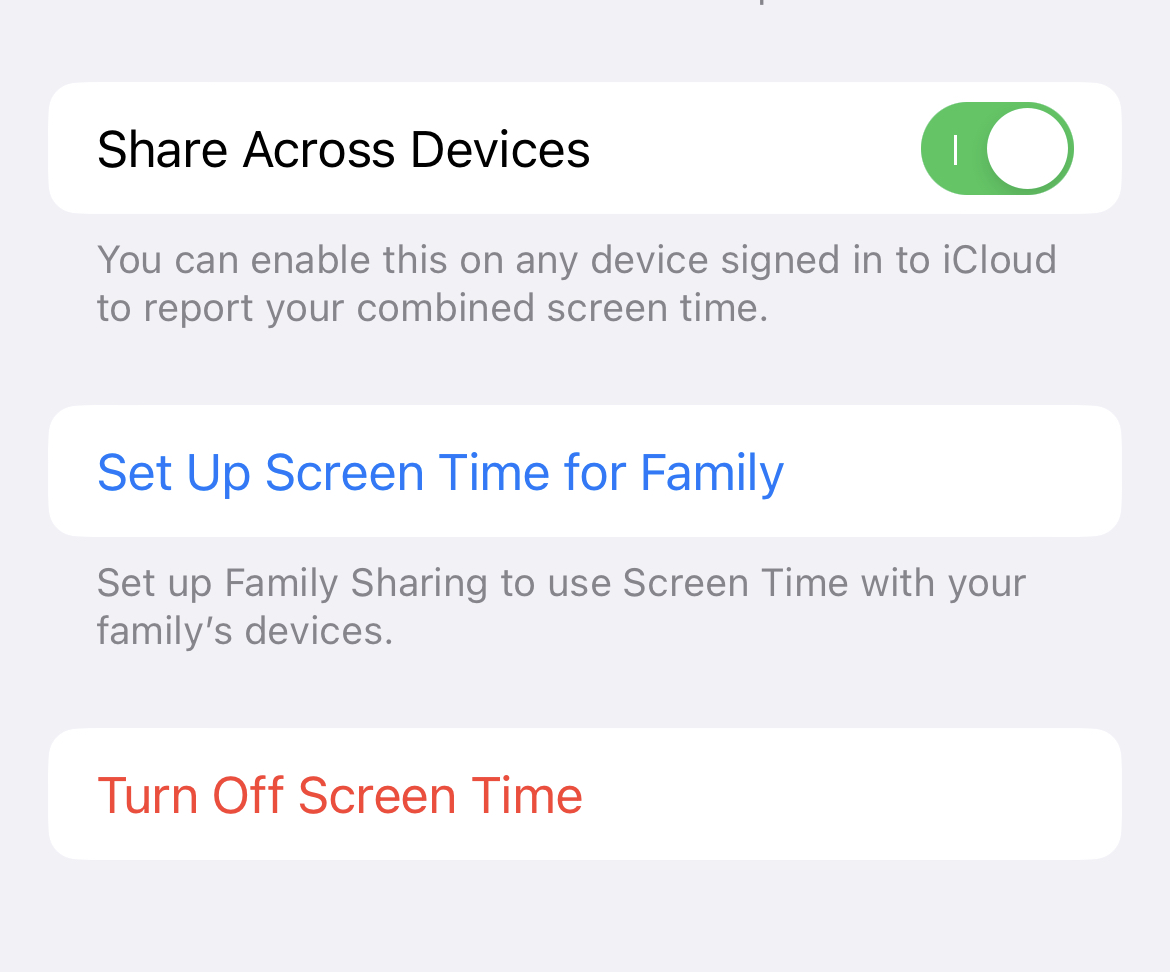 Share Across Devices
You can enable this on any device signed in to iCloud
to report your combined screen time.
Set Up Screen Time for Family
Set up Family Sharing to use Screen Time with your
family’s devices.
Turn Off Screen Time